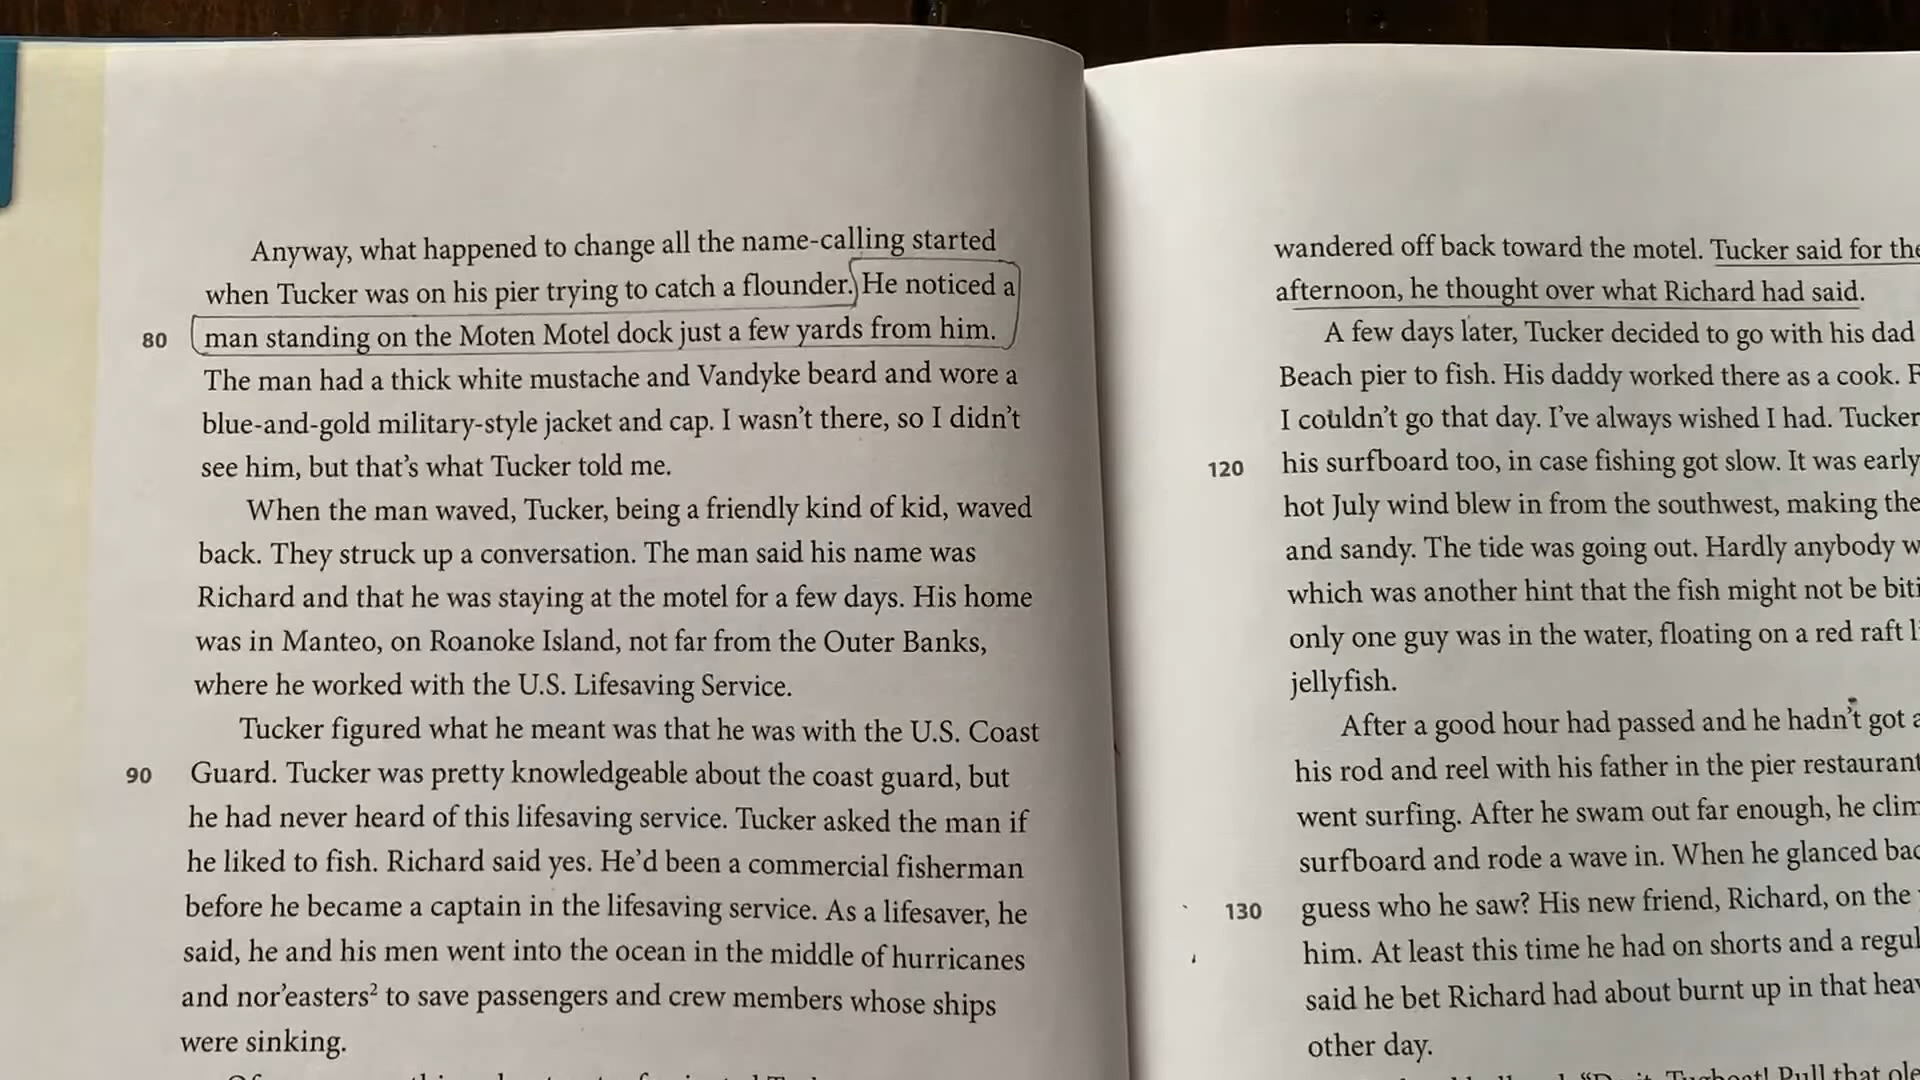 Anyway, what happened to change all the name-calling started
when Tucker was on his pier trying to catch a flounder. He noticed a
80 man standing on the Moten Motel dock just a few yards from him.
The man had a thick white mustache and Vandyke beard and wore a
blue-and-gold military-style jacket and cap. I wasn't there, so I didn't
see him, but that's what Tucker told me.
When the man waved, Tucker, being a friendly kind of kid, waved
back. They struck up a conversation. The man said his name was
Richard and that he was staying at the motel for a few days. His home
was in Manteo, on Roanoke Island, not far from the Outer Banks,
where he worked with the U.S. Lifesaving Service.
Tucker figured what he meant was that he was with the U.S. Coast
90 Guard. Tucker was pretty knowledgeable about the coast guard, but
he had never heard of this lifesaving service. Tucker asked the man if
he liked to fish. Richard said yes. He'd been a commercial fisherman
before he became a captain in the lifesaving service. As a lifesaver, he
said, he and his men went into the ocean in the middle of hurricanes
and nor'easters² to save passengers and crew members whose ships
were sinking.
wandered off back toward the motel. Tucker said for the
afternoon, he thought over what Richard had said.
A few days later, Tucker decided to go with his dad
Beach pier to fish. His daddy worked there as a cook.
I couldn't go that day. I've always wished I had. Tucker
120 his surfboard too, in case fishing got slow. It was early
hot July wind blew in from the southwest, making the
and sandy. The tide was going out. Hardly anybody
which was another hint that the fish might not be
only one guy was in the water, floating on a red raft
jellyfish.
After a good hour had passed and he hadn't got
his rod and reel with his father in the pier restaurant
went surfing. After he swam out far enough, he
surfboard and rode a wave in. When he glanced
130 guess who he saw? His new friend, Richard, on the
him. At least this time he had on shorts and a
said he bet Richard had about burnt up in that
other day.
Pull that ole